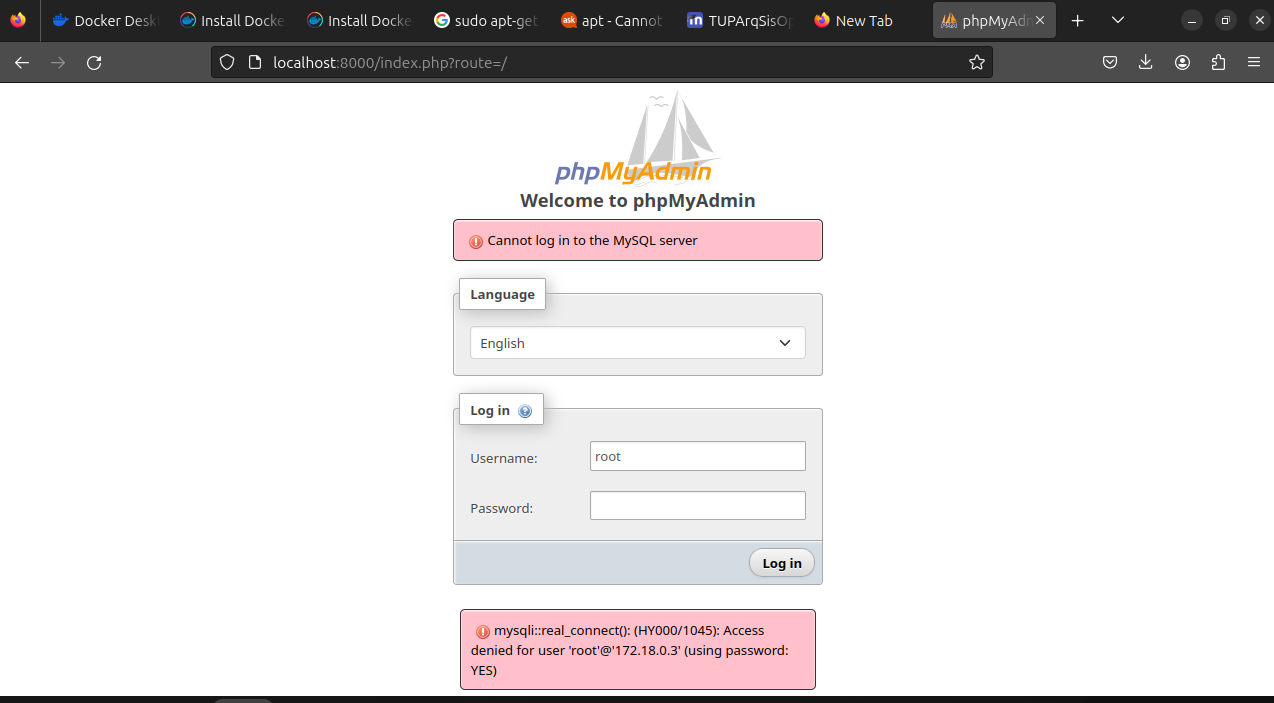 Docker Desk
Install Docke
Install Docke
sudo apt-get
ask
apt - Cannot
TUPArqSisOp
New Tab
phpMyAdm
localhost:8000/index.php?route=/
phpMyAdmin
Welcome to phpMyAdmin
Cannot log in to the MySQL server
Language
English
Log in
Username:
root
Password:
Log in
mysqli::real_connect(): (HY000/1045): Access
denied for user 'root'@'172.18.0.3' (using password:
YES)